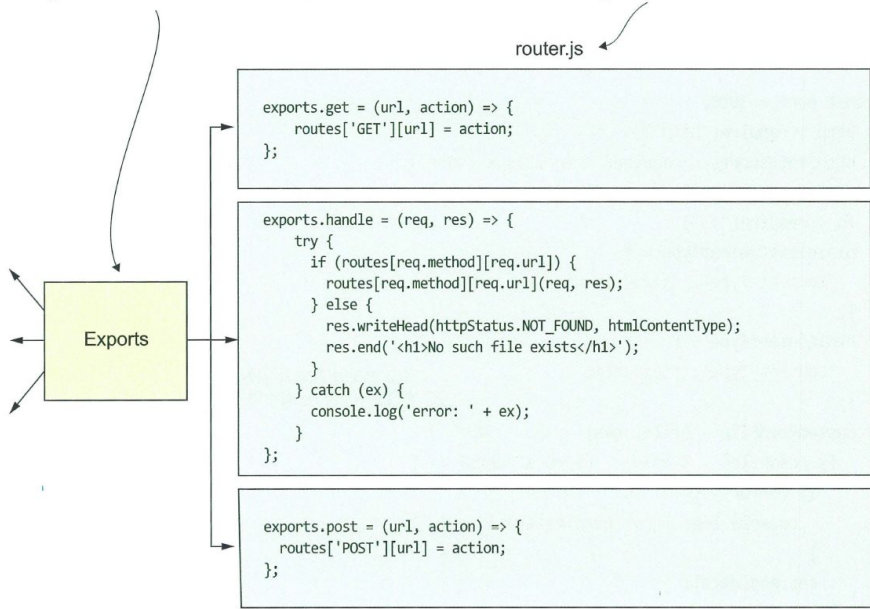 router.js
exports.get = (url, action) => {
    routes['GET'][url] = action;
};
exports.handle = (req, res) => {
    try {
      if (routes[req.method][req.url]) {
        routes[req.method][req.url](req, res);
      } else {
        res.writeHead(httpStatus.NOT_FOUND, htmlContentType);
        res.end('<h1>No such file exists</h1>');
      }
    } catch (ex) {
      console.log('error: ' + ex);
    }
};
Exports
exports.post = (url, action) => {
  routes['POST'][url] = action;
};